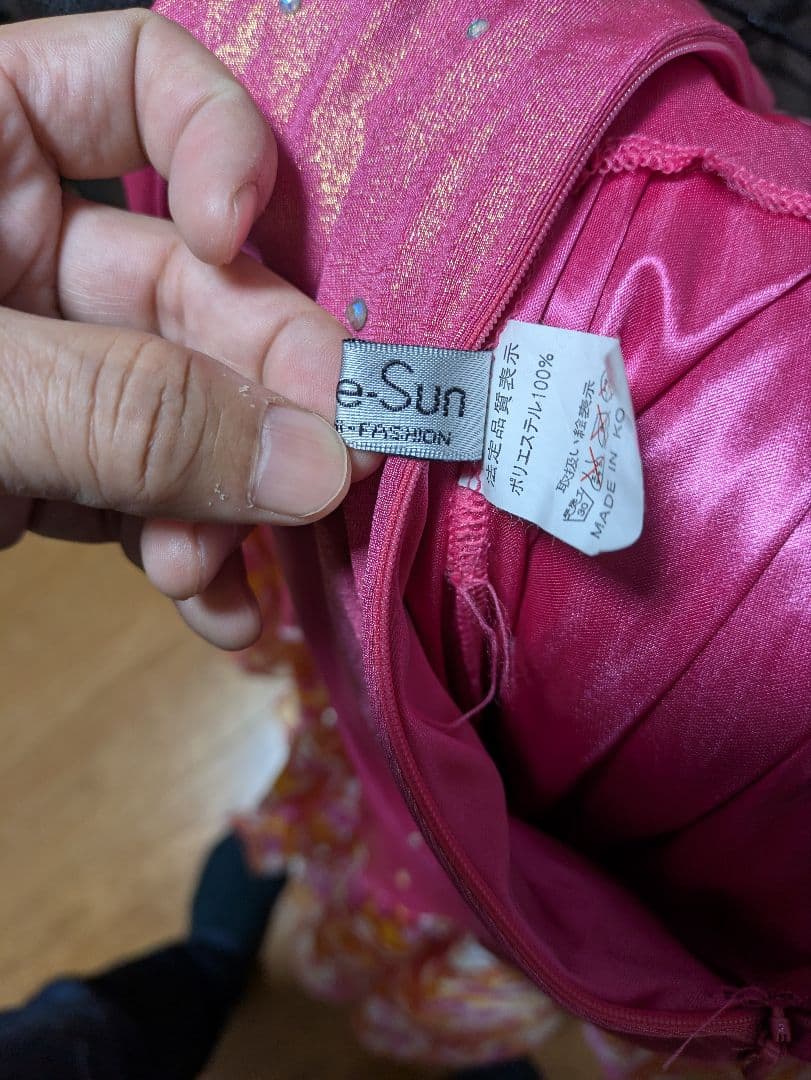 e-Sun
-FASHION
法定品質表示
ポリエステル100%
取扱い絵表示
30
MADE IN KO